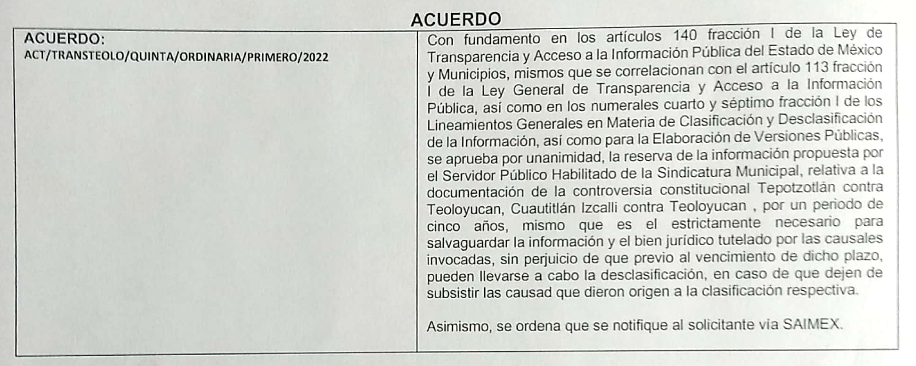 ACUERDO
ACUERDO:
ACT/TRANSTEOLO/QUINTA/ORDINARIA/PRIMERO/2022
Con fundamento en los artículos 140 fracción I de la Ley de
Transparencia y Acceso a la Información Pública del Estado de México
y Municipios, mismos que se correlacionan con el artículo 113 fracción
I de la Ley General de Transparencia y Acceso a la Información
Pública, así como en los numerales cuarto y séptimo fracción I de los
Lineamientos Generales en Materia de Clasificación y Desclasificación
de la Información, así como para la Elaboración de Versiones Públicas,
se aprueba por unanimidad, la reserva de la información propuesta por
el Servidor Público Habilitado de la Sindicatura Municipal, relativa a la
documentación de la controversia constitucional Tepotzotlán contra
Teoloyucan, Cuautitlán Izcalli contra Teoloyucan , por un periodo de
cinco años, mismo que es el estrictamente necesario para
salvaguardar la información y el bien jurídico tutelado por las causales
invocadas, sin perjuicio de que previo al vencimiento de dicho plazo,
pueden llevarse a cabo la desclasificación, en caso de que dejen de
subsistir las causad que dieron origen a la clasificación respectiva.
Asimismo, se ordena que se notifique al solicitante via SAIMEX.